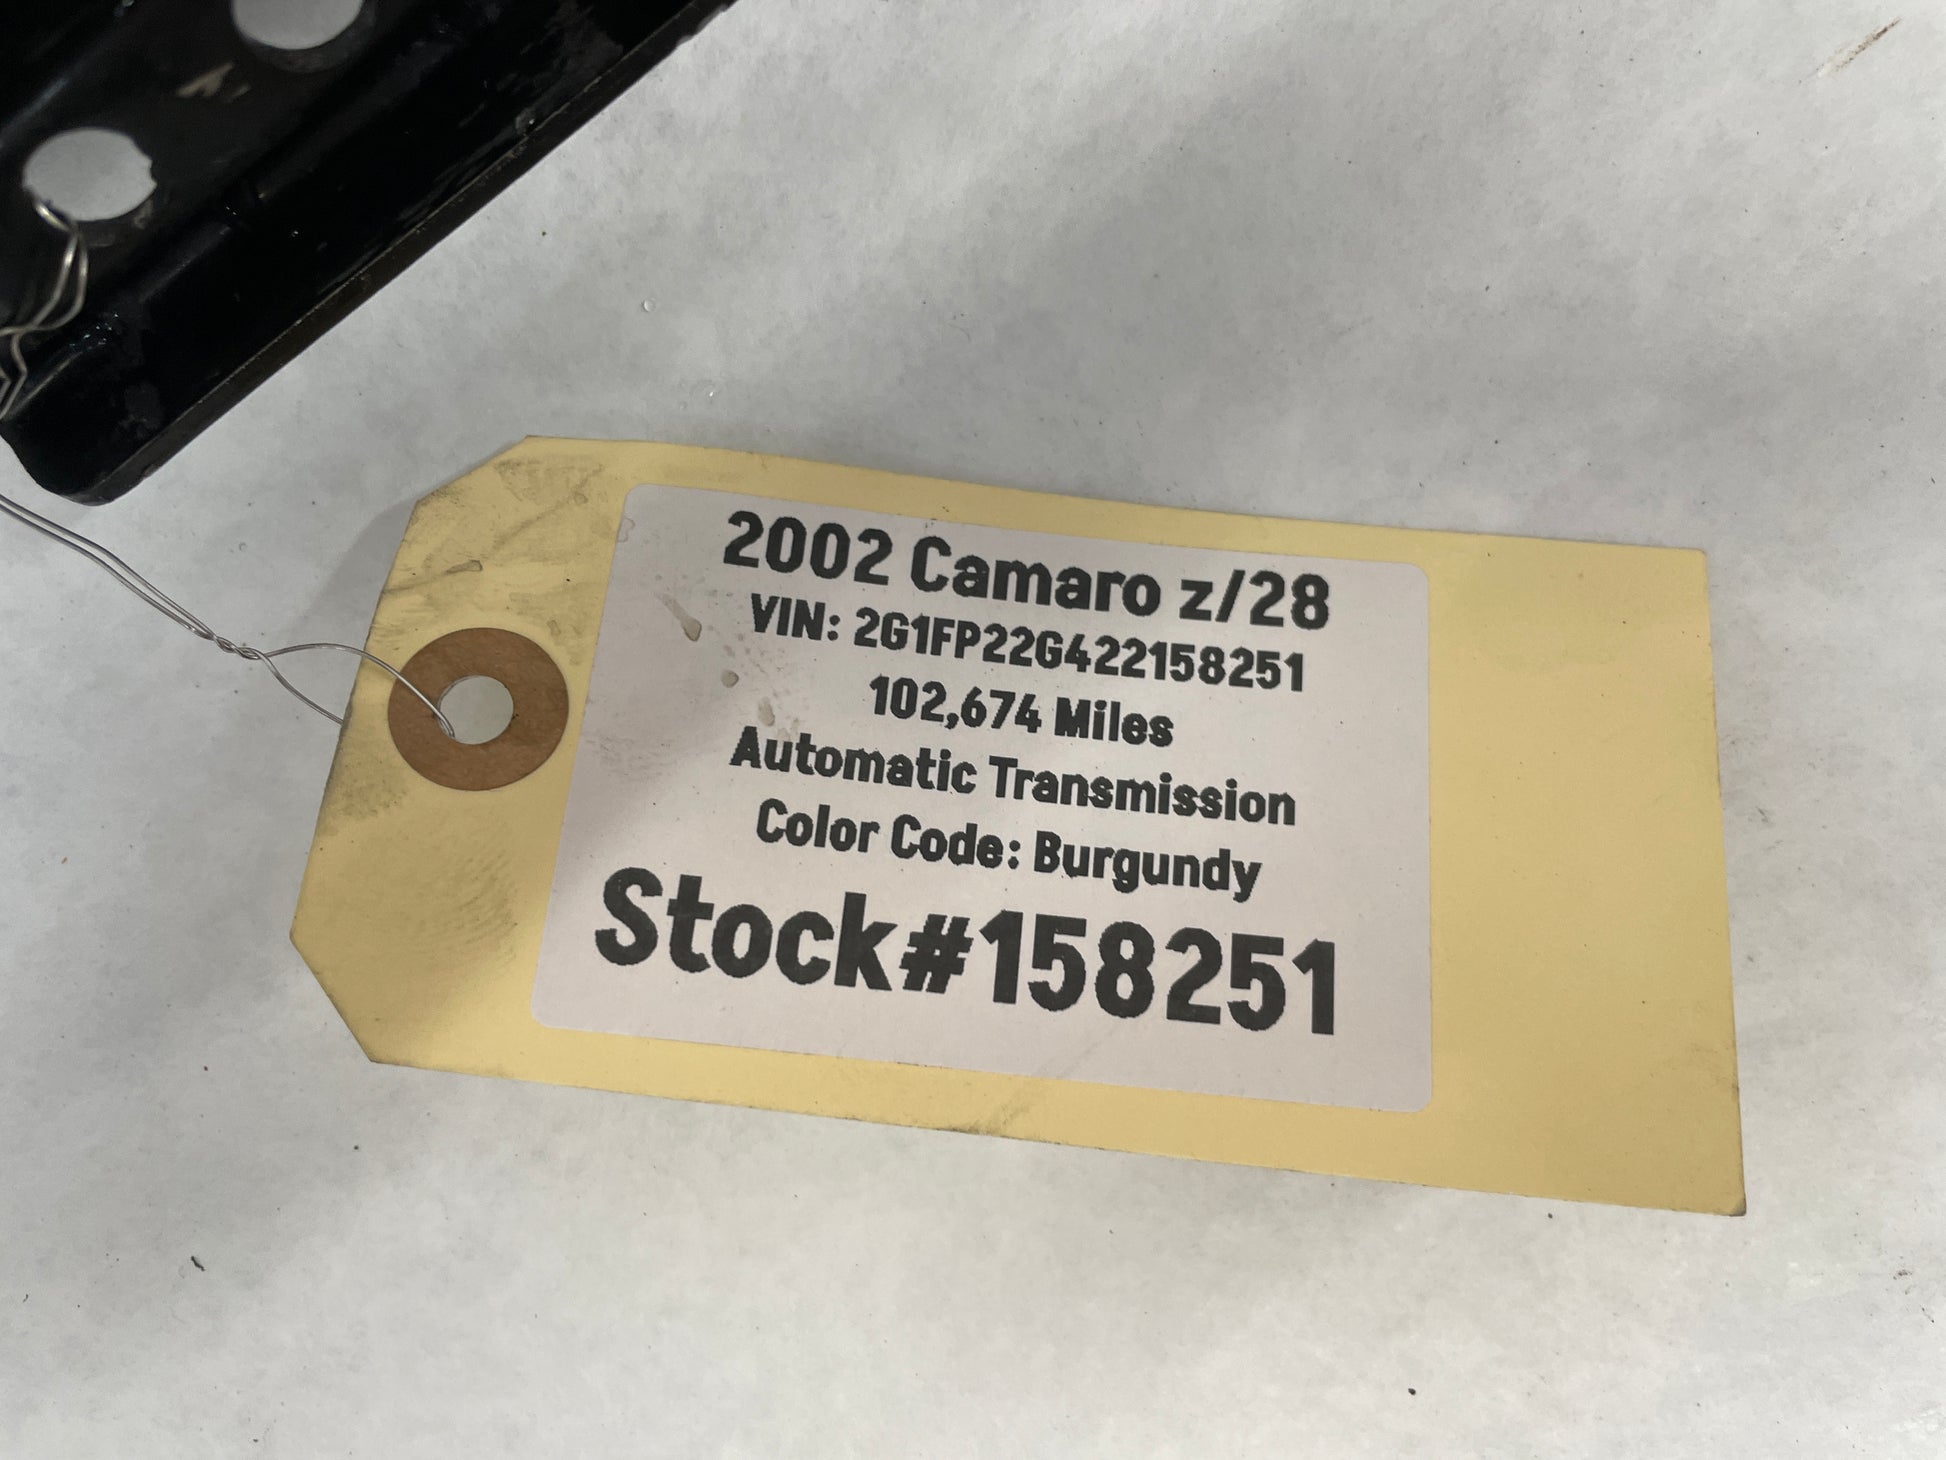 2002 Camaro z/28
VIN: 2G1FP22G422158251
102,674 Miles
Automatic Transmission
Color Code: Burgundy
Stock#158251